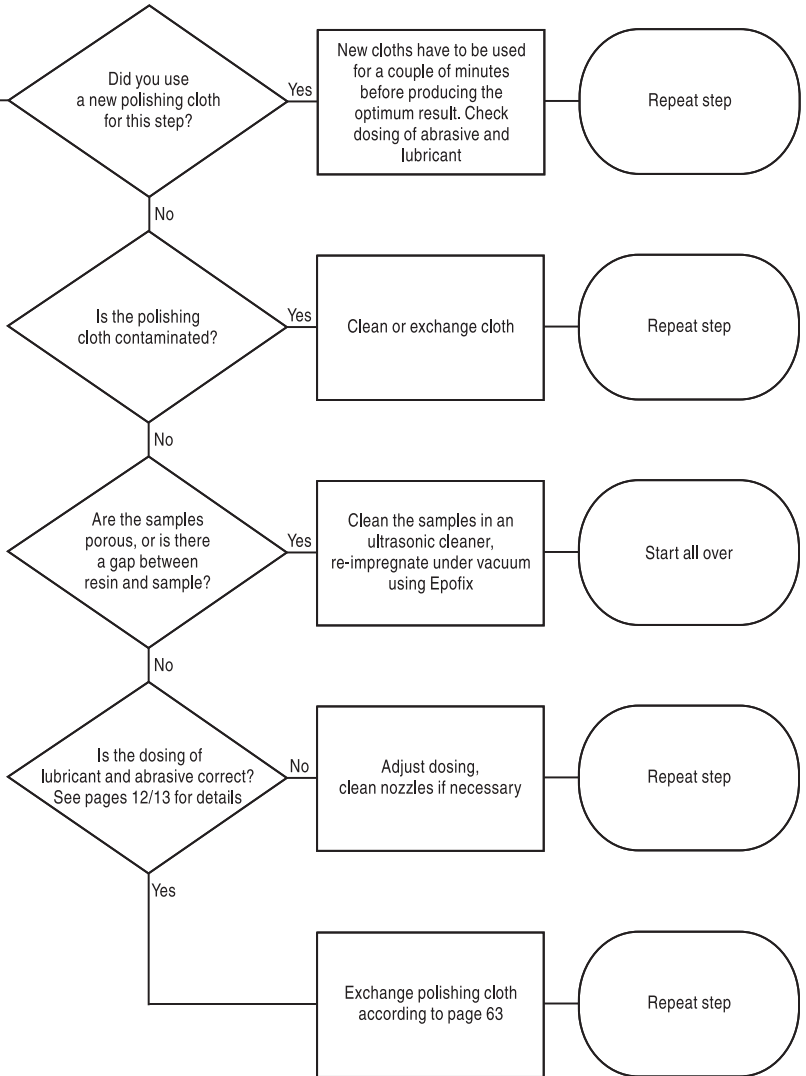 Did you use
a new polishing cloth
for this step?
Yes
New cloths have to be used
for a couple of minutes
before producing the
optimum result. Check
dosing of abrasive and
lubricant
Repeat step
No
Is the polishing
cloth contaminated?
Yes
Clean or exchange cloth
Repeat step
No
Are the samples
porous, or is there
a gap between
resin and sample?
Yes
Clean the samples in an
ultrasonic cleaner,
re-impregnate under vacuum
using Epofix
Start all over
No
Is the dosing of
lubricant and abrasive correct?
See pages 12/13 for details
No
Adjust dosing,
clean nozzles if necessary
Repeat step
Yes
Exchange polishing cloth
according to page 63
Repeat step